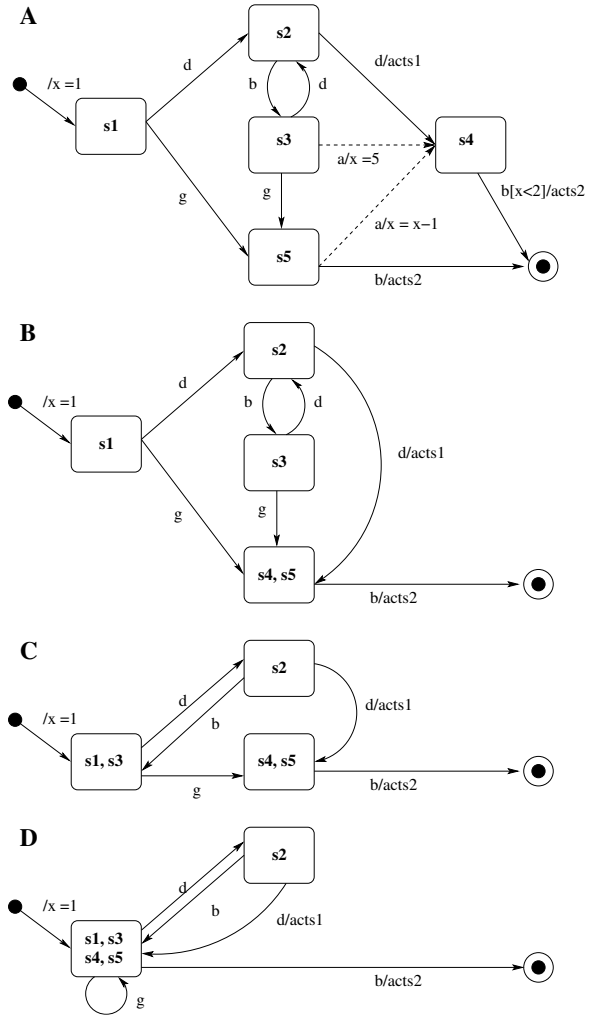 A
s2
d/acts1
/x =1
d
b
d
s1
s3
s4
a/x =5
g
g
b[x<2]/acts2
a/x = x−1
s5
b/acts2
B
s2
/x =1
d
b
d
s1
s3
d/acts1
g
g
s4, s5
b/acts2
C
s2
/x =1
d
d/acts1
b
s1, s3
s4, s5
g
b/acts2
D
s2
/x =1
d
b
d/acts1
s1, s3
s4, s5
b/acts2
g